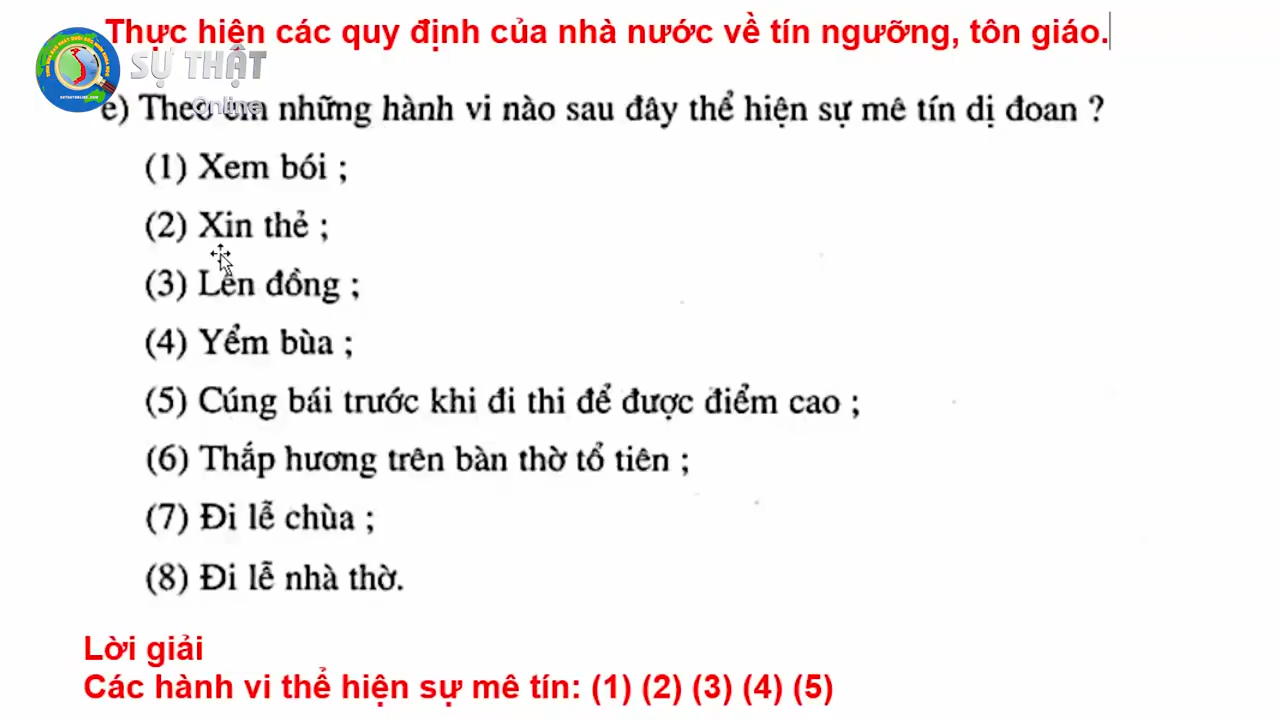 Thực hiện các quy định của nhà nước về tín ngưỡng, tôn giáo.
SỰ THẬT
Online
e) Theo em những hành vi nào sau đây thể hiện sự mê tín dị đoan ?
(1) Xem bói ;
(2) Xin thẻ ;
(3) Lên đồng ;
(4) Yểm bùa ;
(5) Cúng bái trước khi đi thi để được điểm cao ;
(6) Thắp hương trên bàn thờ tổ tiên ;
(7) Đi lễ chùa ;
(8) Đi lễ nhà thờ.
Lời giải
Các hành vi thể hiện sự mê tín: (1) (2) (3) (4) (5)